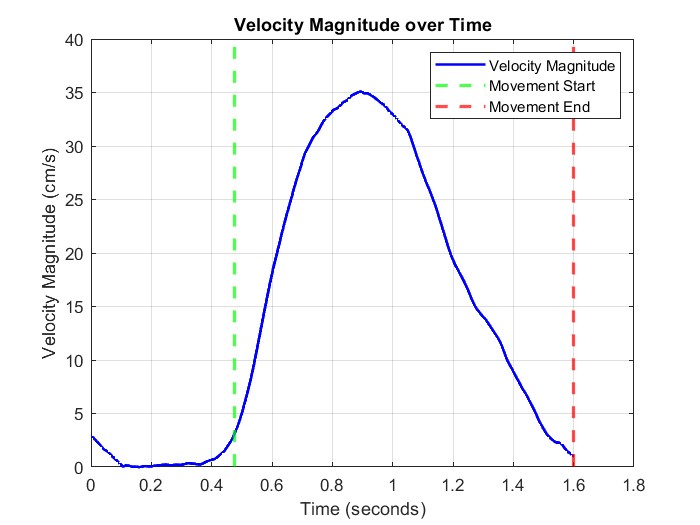 Velocity Magnitude over Time
Velocity Magnitude
Movement Start
Movement End
Velocity Magnitude (cm/s)
40
35
30
25
20
15
10
5
0
0 0.2 0.4 0.6 0.8 1 1.2 1.4 1.6 1.8
Time (seconds)